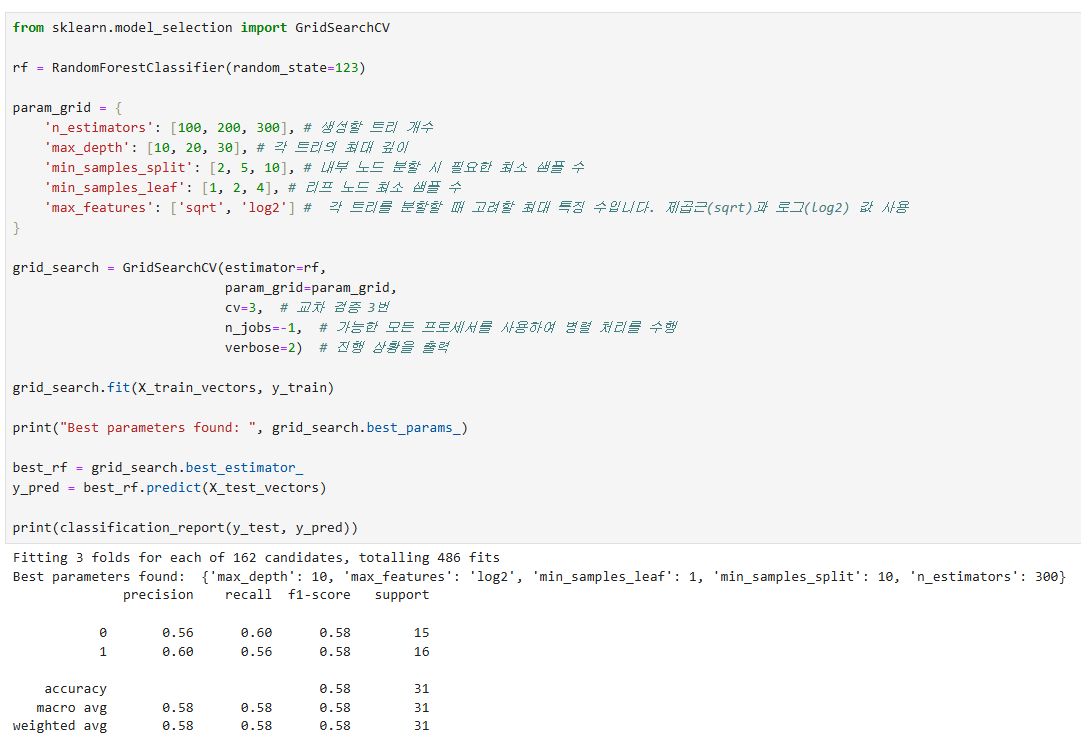 from sklearn.model_selection import GridSearchCV
rf = RandomForestClassifier(random_state=123)
param_grid = {
'n_estimators': [100, 200, 300], # 생성할 트리 개수
'max_depth': [10, 20, 30], # 각 트리의 최대 깊이
'min_samples_split': [2, 5, 10], # 내부 노드 분할 시 필요한 최소 샘플 수
'min_samples_leaf': [1, 2, 4], # 리프 노드 최소 샘플 수
'max_features': ['sqrt', 'log2'] # 각 트리를 분할할 때 고려할 최대 특징 수입니다. 제곱근(sqrt)과 로그(log2) 값 사용
}
grid_search = GridSearchCV(estimator=rf,
param_grid=param_grid,
cv=3, # 교차 검증 3번
n_jobs=-1, # 가능한 모든 프로세서를 사용하여 병렬 처리를 수행
verbose=2) # 진행 상황을 출력
grid_search.fit(X_train_vectors, y_train)
print("Best parameters found: ", grid_search.best_params_)
best_rf = grid_search.best_estimator_
y_pred = best_rf.predict(X_test_vectors)
print(classification_report(y_test, y_pred))
Fitting 3 folds for each of 162 candidates, totalling 486 fits
Best parameters found:  {'max_depth': 10, 'max_features': 'log2', 'min_samples_leaf': 1, 'min_samples_split': 10, 'n_estimators': 300}
precision recall f1-score support
0 0.56 0.60 0.58 15
1 0.60 0.56 0.58 16
accuracy 0.58 31
macro avg 0.58 0.58 0.58 31
weighted avg 0.58 0.58 0.58 31